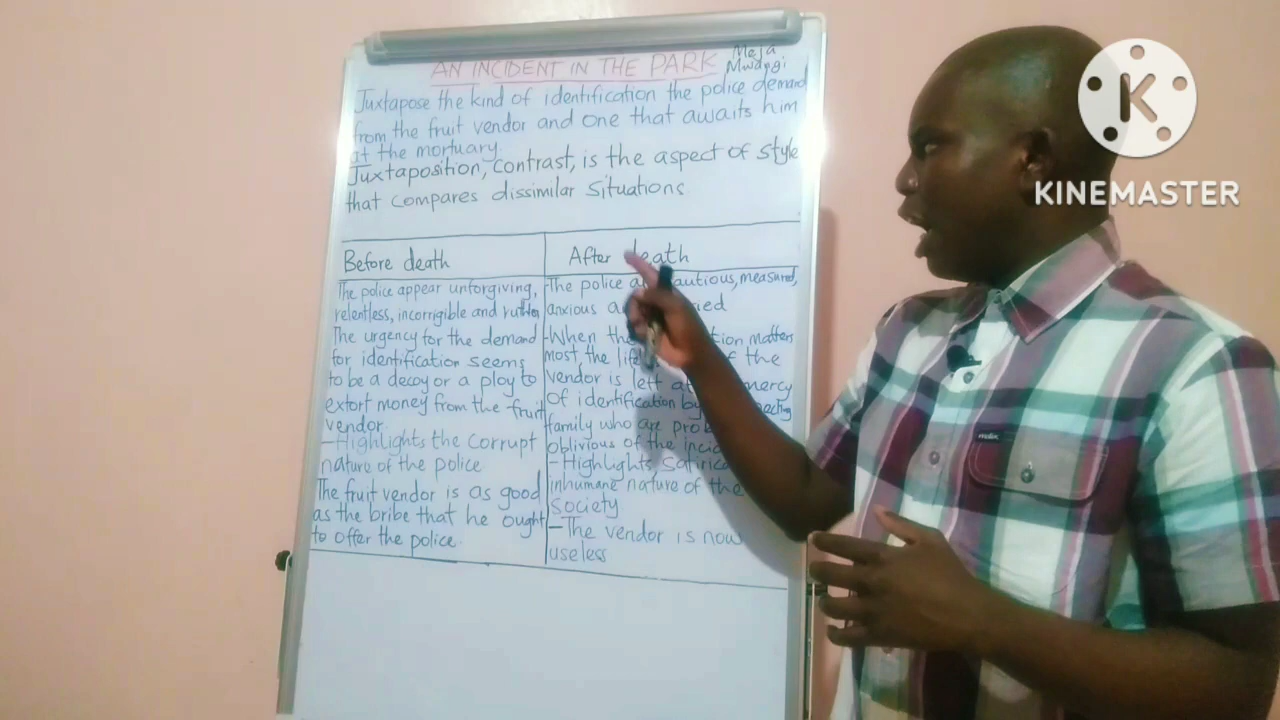 AN INCIDENT IN THE PARK Meja Mwangi
Juxtapose the kind of identification the police demand
from the fruit vendor and one that awaits him
at the mortuary.
Juxtaposition, contrast, is the aspect of style
that compares dissimilar situations
Before death
The police appear unforgiving,
relentless, incorrigible and
The urgency for the demand
for identification seems
to be a decoy or a ploy to
extort money from the fruit
vendor
-Highlights the corrupt
nature of the police
The fruit vendor is as good
as the bribe that he ought
to offer the police
After death
The police measured,
anxious
-When matters
most the of the
vendor is left
of identification by
family who are
oblivious of the
-Highlights
inhumane nature of the
society
-The vendor is now
useless
KINEMASTER